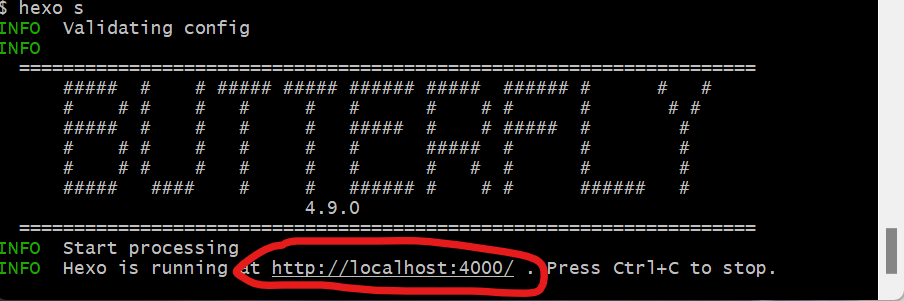 $ hexo s
INFO  Validating config
INFO
===================================================================
BUTTERFLY
4.9.0
===================================================================
INFO  Start processing
INFO  Hexo is running at http://localhost:4000/ . Press Ctrl+C to stop.